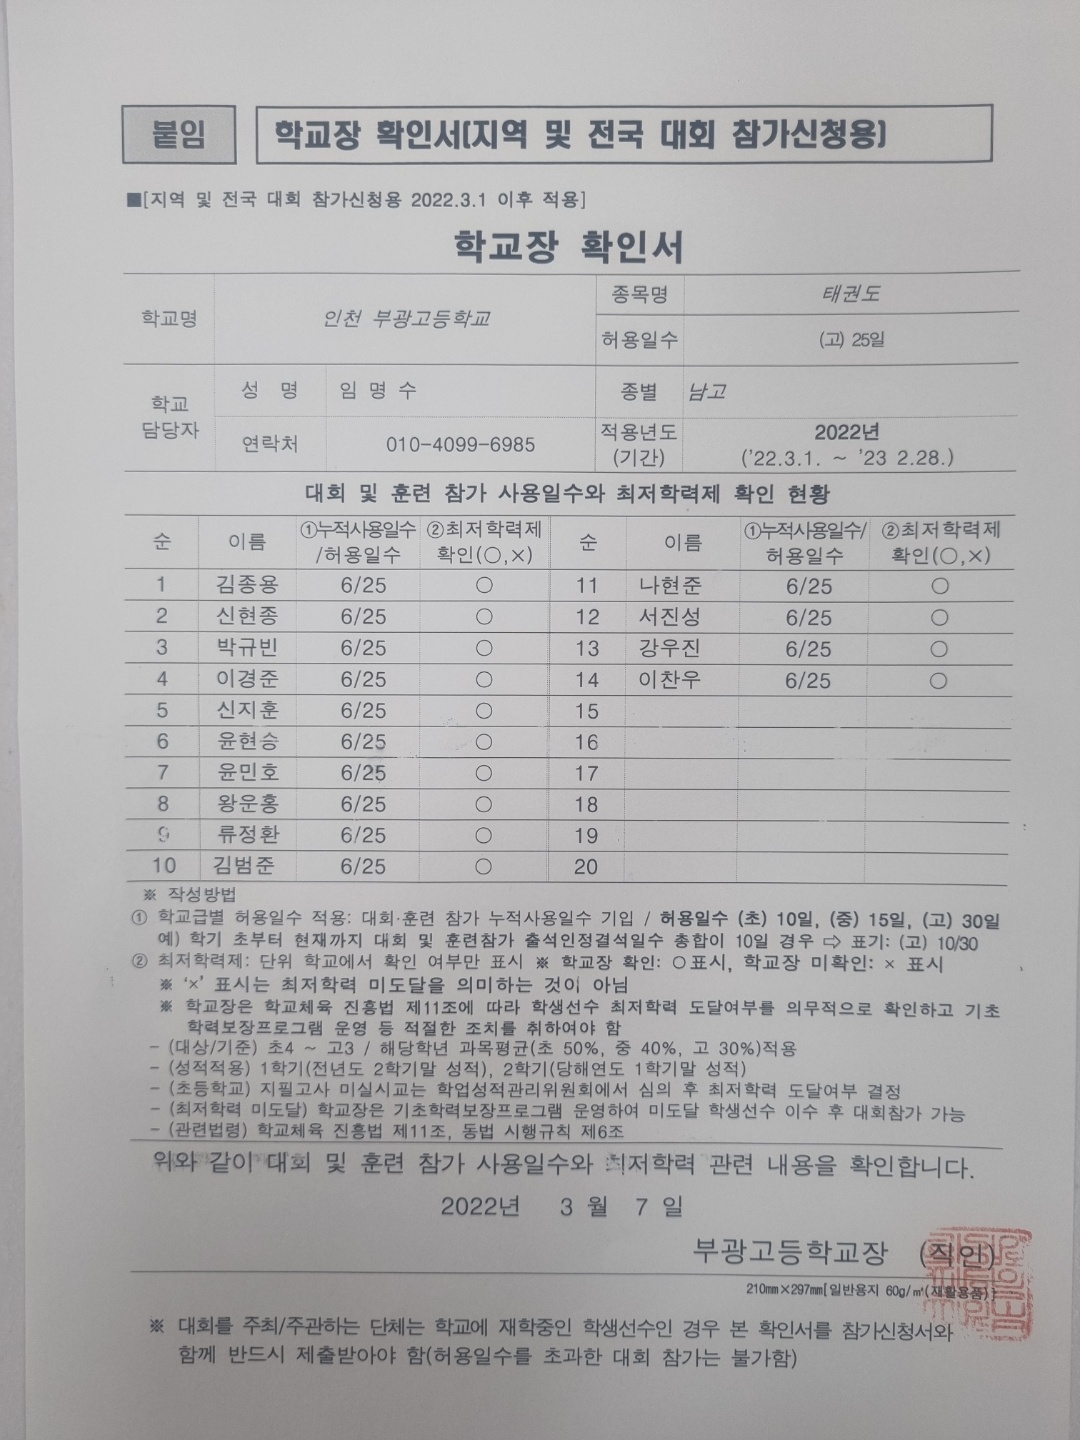 붙임
학교장 확인서(지역 및 전국 대회 참가신청용)
■[지역 및 전국 대회 참가신청용 2022.3.1 이후 적용]
학교장 확인서
학교명 인천 부광고등학교 종목명 태권도
허용일수 (고) 25일
학교 담당자 성 명 임 명 수 종별 남고
연락처 010-4099-6985 적용년도 (기간) 2022년 ('22.3.1. ~ '23 2.28.)
대회 및 훈련 참가 사용일수와 최저학력제 확인 현황
순 이름 ①누적사용일수 /허용일수 ②최저학력제 확인(○,×) 순 이름 ①누적사용일수/ 허용일수 ②최저학력제 확인(○,×)
1 김종용 6/25 ○ 11 나현준 6/25 ○
2 신현종 6/25 ○ 12 서진성 6/25 ○
3 박규빈 6/25 ○ 13 강우진 6/25 ○
4 이경준 6/25 ○ 14 이찬우 6/25 ○
5 신지훈 6/25 ○ 15
6 윤현승 6/25 ○ 16
7 윤민호 6/25 ○ 17
8 왕운홍 6/25 ○ 18
9 류정환 6/25 ○ 19
10 김범준 6/25 ○ 20
※ 작성방법
① 학교급별 허용일수 적용: 대회·훈련 참가 누적사용일수 기입 / 허용일수 (초) 10일, (중) 15일, (고) 30일
예) 학기 초부터 현재까지 대회 및 훈련참가 출석인정결석일수 총합이 10일 경우 ⇨ 표기: (고) 10/30
② 최저학력제: 단위 학교에서 확인 여부만 표시 ※ 학교장 확인: ○표시, 학교장 미확인: × 표시
※ '×' 표시는 최저학력 미도달을 의미하는 것이 아님
※ 학교장은 학교체육 진흥법 제11조에 따라 학생선수 최저학력 도달여부를 의무적으로 확인하고 기초
학력보장프로그램 운영 등 적절한 조치를 취하여야 함
- (대상/기준) 초4 ~ 고3 / 해당학년 과목평균(초 50%, 중 40%, 고 30%)적용
- (성적적용) 1학기(전년도 2학기말 성적), 2학기(당해연도 1학기말 성적)
- (초등학교) 지필고사 미실시교는 학업성적관리위원회에서 심의 후 최저학력 도달여부 결정
- (최저학력 미도달) 학교장은 기초학력보장프로그램 운영하여 미도달 학생선수 이수 후 대회참가 가능
- (관련법령) 학교체육 진흥법 제11조, 동법 시행규칙 제6조
위와 같이 대회 및 훈련 참가 사용일수와 최저학력 관련 내용을 확인합니다.
2022년 3 월 7 일
부광고등학교장 (직인)
210mm×297mm[일반용지 60g/㎡(재활용품)]
※ 대회를 주최/주관하는 단체는 학교에 재학중인 학생선수인 경우 본 확인서를 참가신청서와
함께 반드시 제출받아야 함(허용일수를 초과한 대회 참가는 불가함)